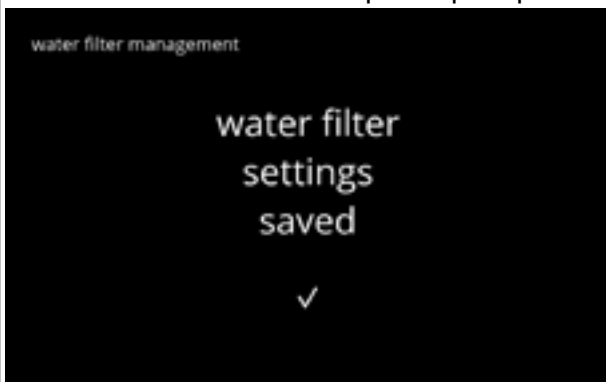 water filter management
water filter
settings
saved
✓